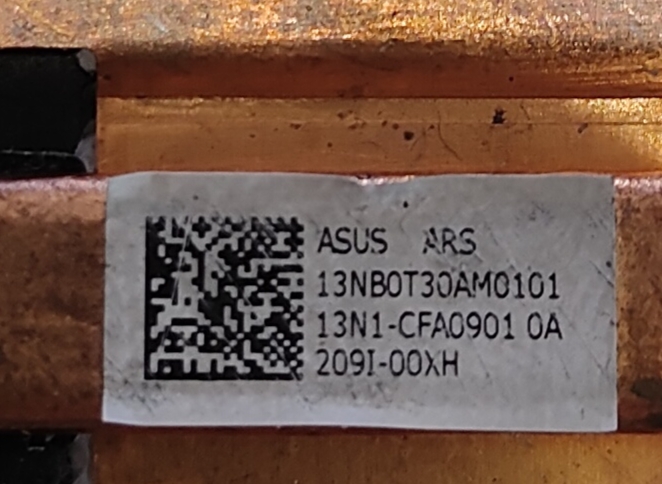 ASUS ARS
13NB0T30AM0101
13N1-CFA0901 0A
209I-00XH